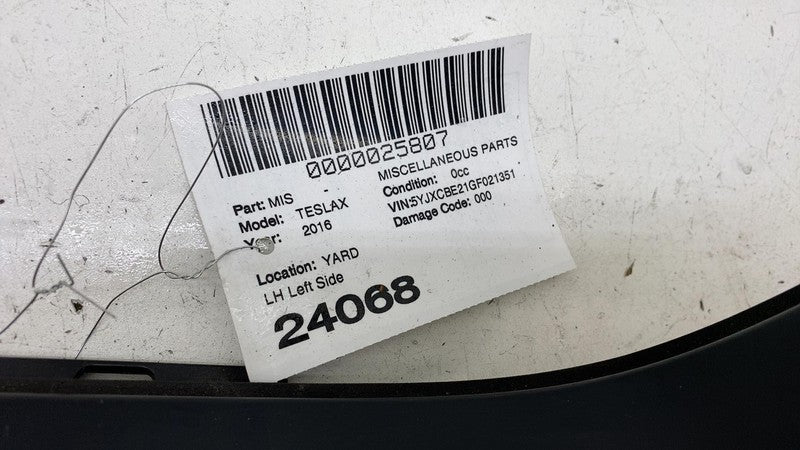 0000025807
Part: MIS - MISCELLANEOUS PARTS
Model: TESLAX Condition: 0cc
Year: 2016 VIN:5YJXCBE21GF021351
Damage Code: 000
Location: YARD
LH Left Side
24068